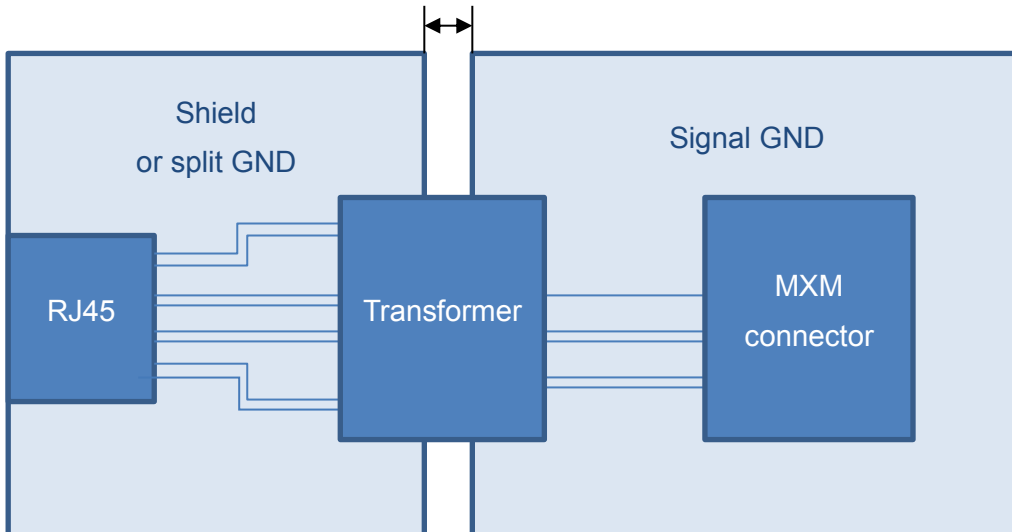 Shield
or split GND
Signal GND
RJ45
Transformer
MXM
connector